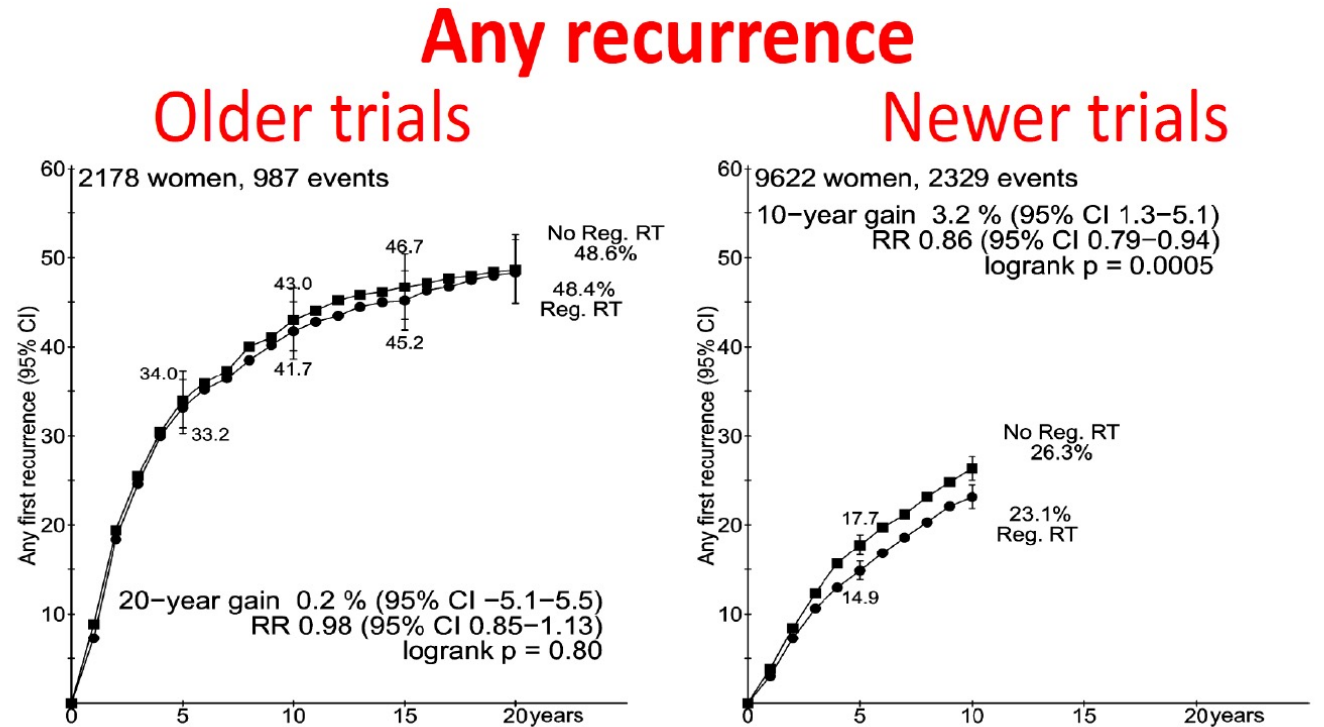 Any recurrence
Older trials
60
50
40
30
20
10
0
5
10
15
20years
Any first recurrence (95% CI)
2178 women, 987 events
34.0
33.2
43.0
41.7
46.7
45.2
No Reg. RT
48.6%
48.4%
Reg. RT
20−year gain 0.2 % (95% CI −5.1−5.5)
RR 0.98 (95% CI 0.85−1.13)
logrank p = 0.80
Newer trials
60
50
40
30
20
10
0
5
10
15
20years
Any first recurrence (95% CI)
9622 women, 2329 events
10−year gain 3.2 % (95% CI 1.3−5.1)
RR 0.86 (95% CI 0.79−0.94)
logrank p = 0.0005
17.7
14.9
No Reg. RT
26.3%
23.1%
Reg. RT